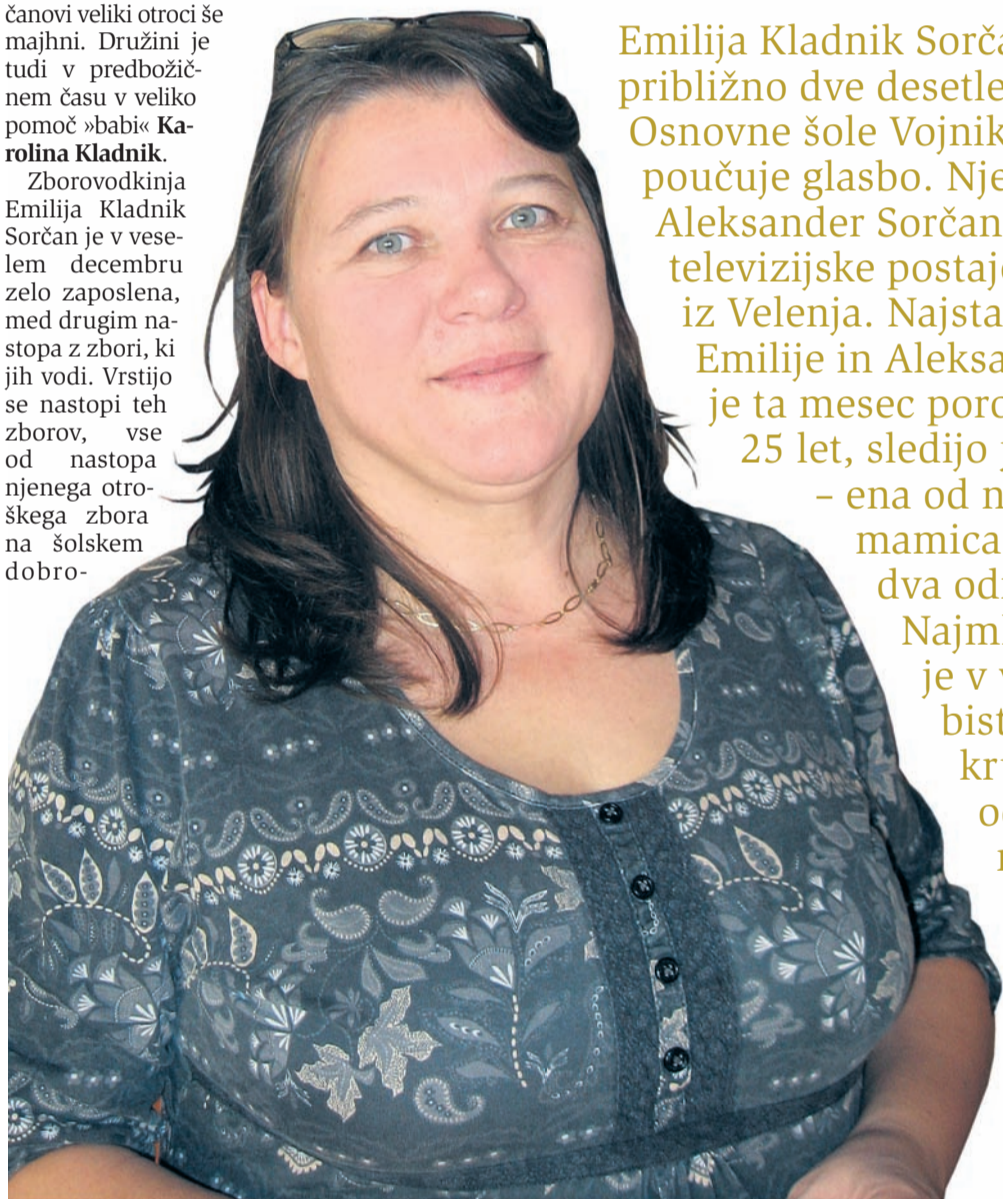 čanovi veliki otroci še
majhni. Družini je
tudi v predbožič-
nem času v veliko
pomoč »babi« Ka-
rolina Kladnik.
Zborovodkinja
Emilija Kladnik
Sorčan je v vese-
lem decembru
zelo zaposlena,
med drugim na-
stopa z zbori, ki
jih vodi. Vrstijo
se nastopi teh
zborov, vse
od nastopa
njenega otro-
škega zbora
na šolskem
dobro-
Emilija Kladnik Sorča
približno dve desetle
Osnovne šole Vojnik
poučuje glasbo. Nje
Aleksander Sorčan
televizijske postaj
iz Velenja. Najsta
Emilije in Aleksa
je ta mesec poro
25 let, sledijo
– ena od n
mamica
dva od
Najm
je v
bist
kr